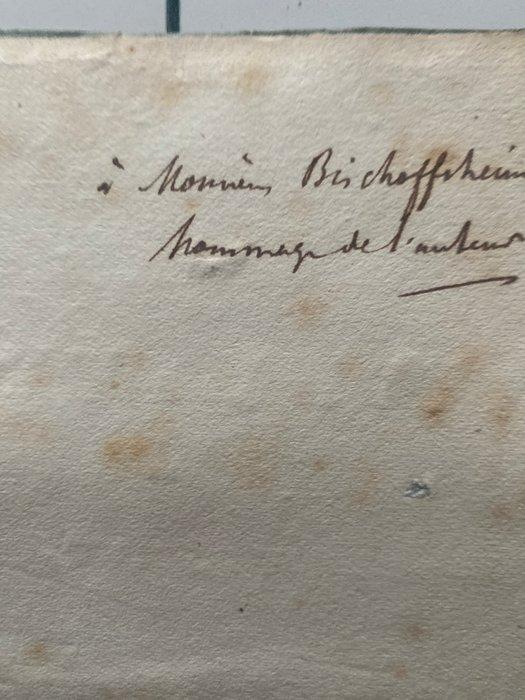 à Monsieur Bischoffsheim
hommage de l'auteur